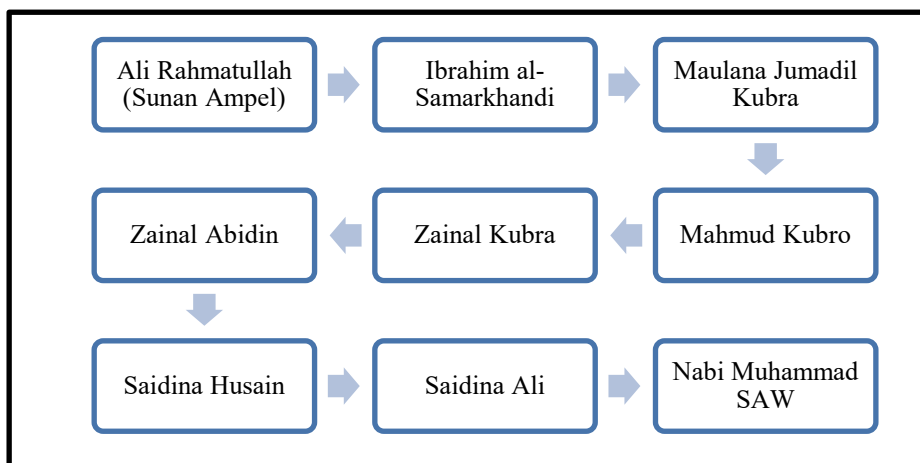 Ali Rahmatullah
(Sunan Ampel)
Ibrahim al-
Samarkhandi
Maulana Jumadil
Kubra
Mahmud Kubro
Zainal Kubra
Zainal Abidin
Saidina Husain
Saidina Ali
Nabi Muhammad
SAW